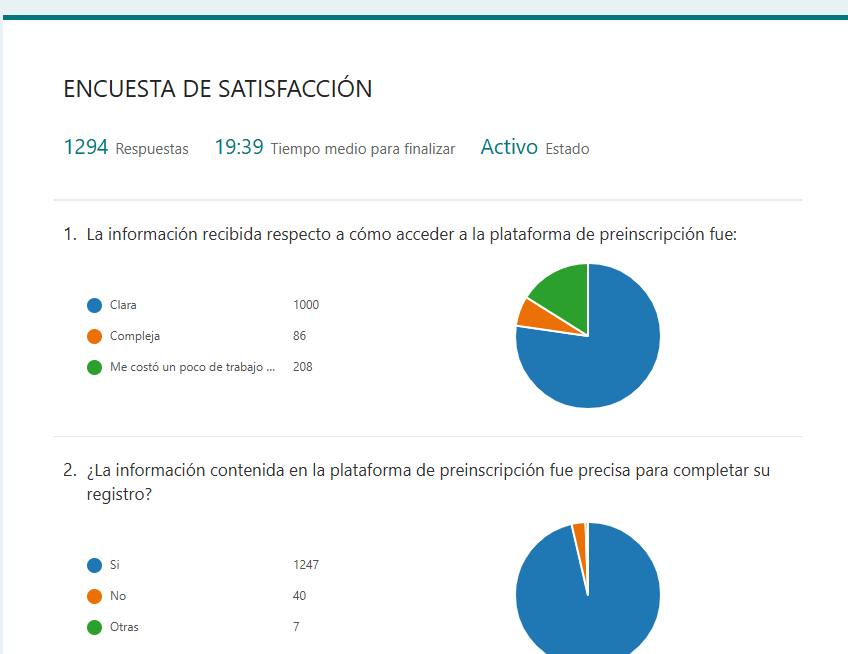 ENCUESTA DE SATISFACCIÓN
1294 Respuestas 19:39 Tiempo medio para finalizar Activo Estado
1. La información recibida respecto a cómo acceder a la plataforma de preinscripción fue:
Clara 1000
Compleja 86
Me costó un poco de trabajo ... 208
2. ¿La información contenida en la plataforma de preinscripción fue precisa para completar su
registro?
Si 1247
No 40
Otras 7